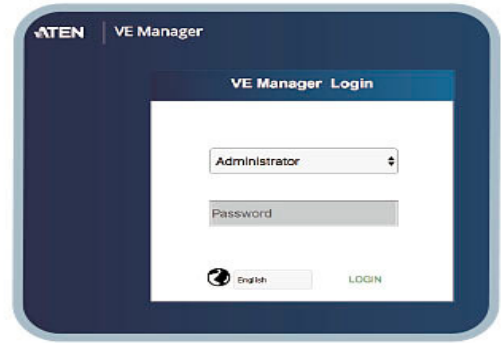 ATEN VE Manager
VE Manager Login
Administrator
Password
English LOGIN